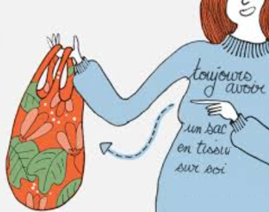 toujours
avoir
un sac
en tissu
sur soi